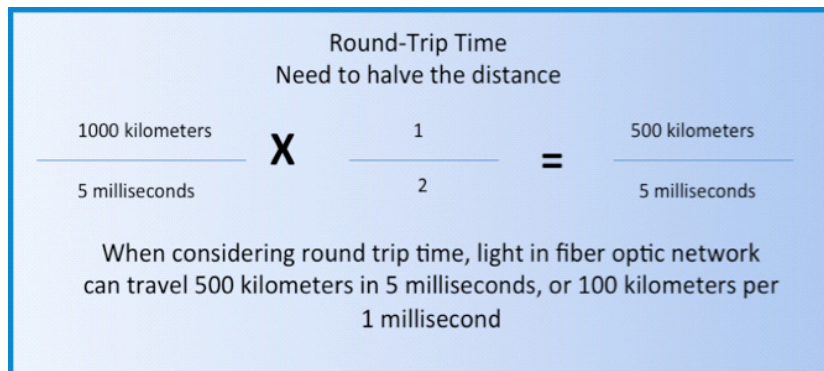 Round-Trip Time
Need to halve the distance
1000 kilometers
5 milliseconds
X
1
2
=
500 kilometers
5 milliseconds
When considering round trip time, light in fiber optic network
can travel 500 kilometers in 5 milliseconds, or 100 kilometers per
1 millisecond